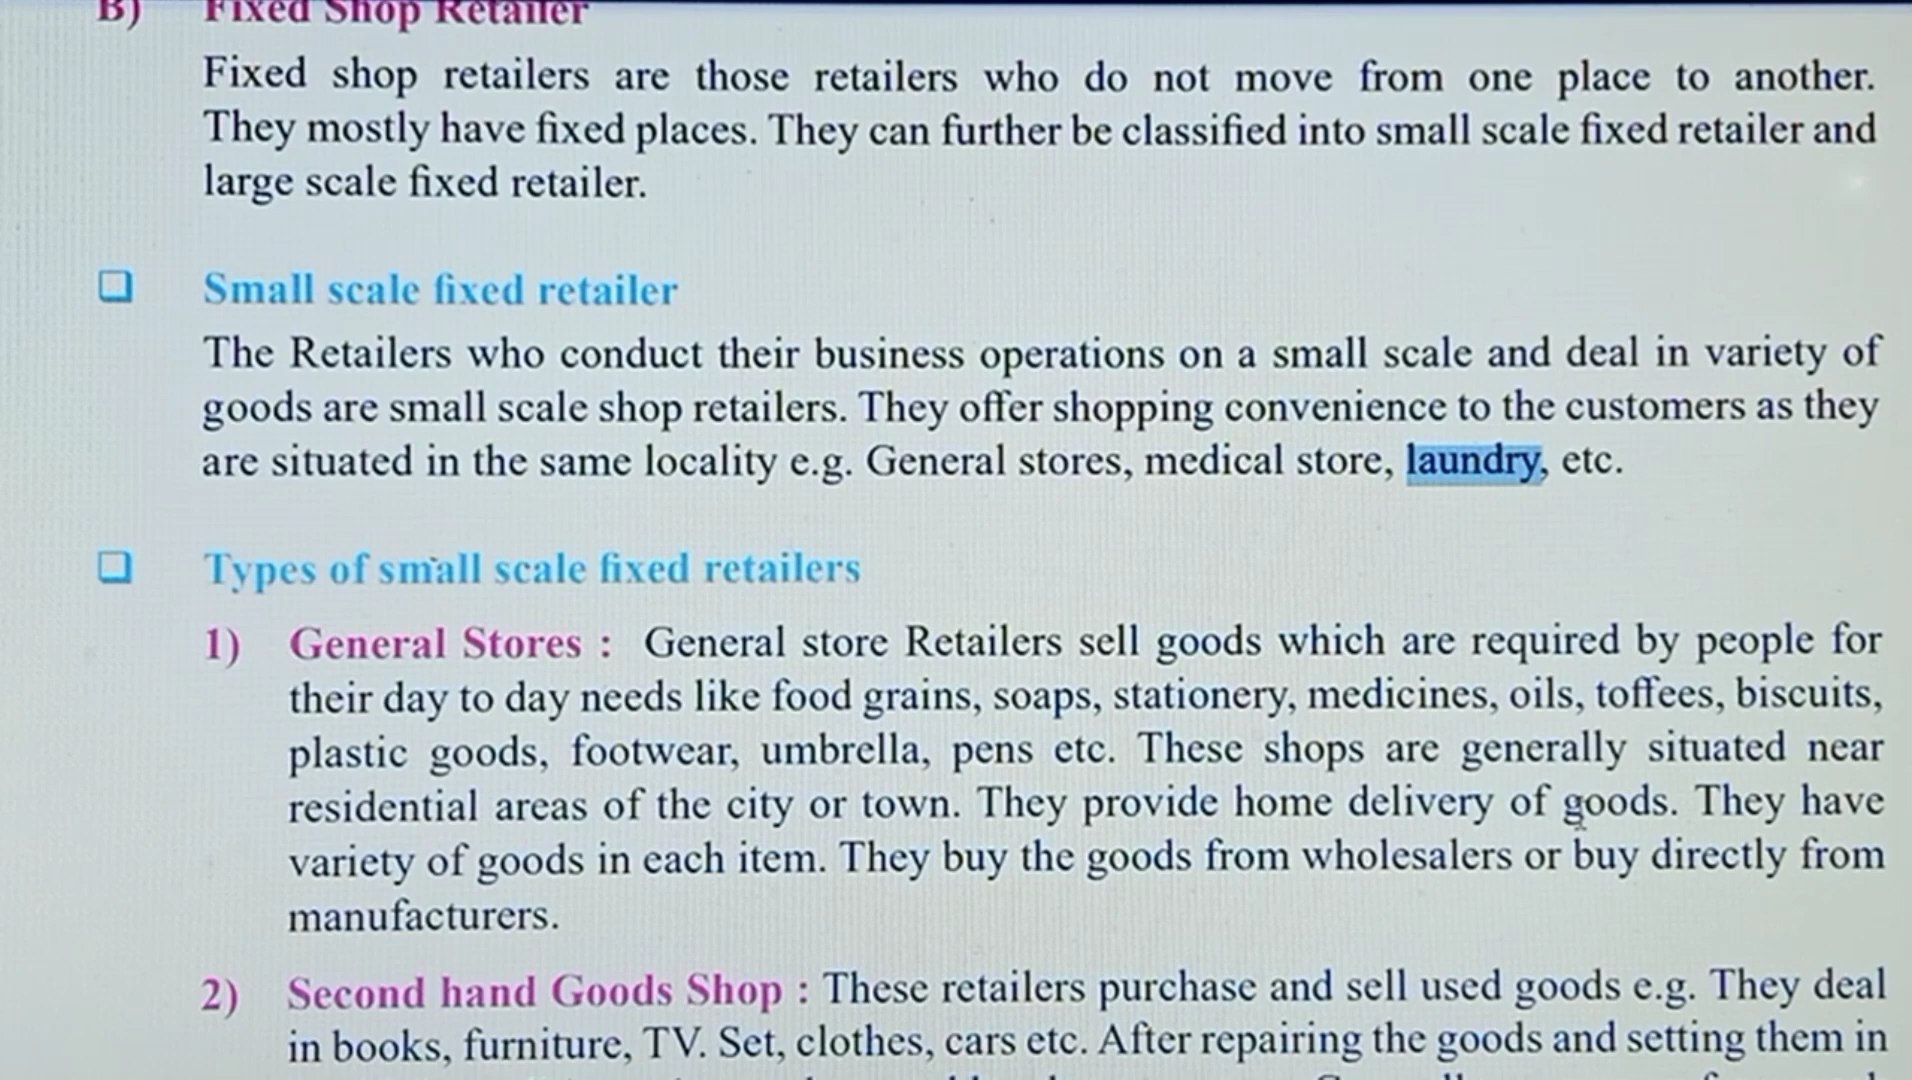 B) Fixed Shop Retailer
Fixed shop retailers are those retailers who do not move from one place to another.
They mostly have fixed places. They can further be classified into small scale fixed retailer and
large scale fixed retailer.
❑ Small scale fixed retailer
The Retailers who conduct their business operations on a small scale and deal in variety of
goods are small scale shop retailers. They offer shopping convenience to the customers as they
are situated in the same locality e.g. General stores, medical store, laundry, etc.
❑ Types of small scale fixed retailers
1) General Stores : General store Retailers sell goods which are required by people for
their day to day needs like food grains, soaps, stationery, medicines, oils, toffees, biscuits,
plastic goods, footwear, umbrella, pens etc. These shops are generally situated near
residential areas of the city or town. They provide home delivery of goods. They have
variety of goods in each item. They buy the goods from wholesalers or buy directly from
manufacturers.
2) Second hand Goods Shop : These retailers purchase and sell used goods e.g. They deal
in books, furniture, TV. Set, clothes, cars etc. After repairing the goods and setting them in